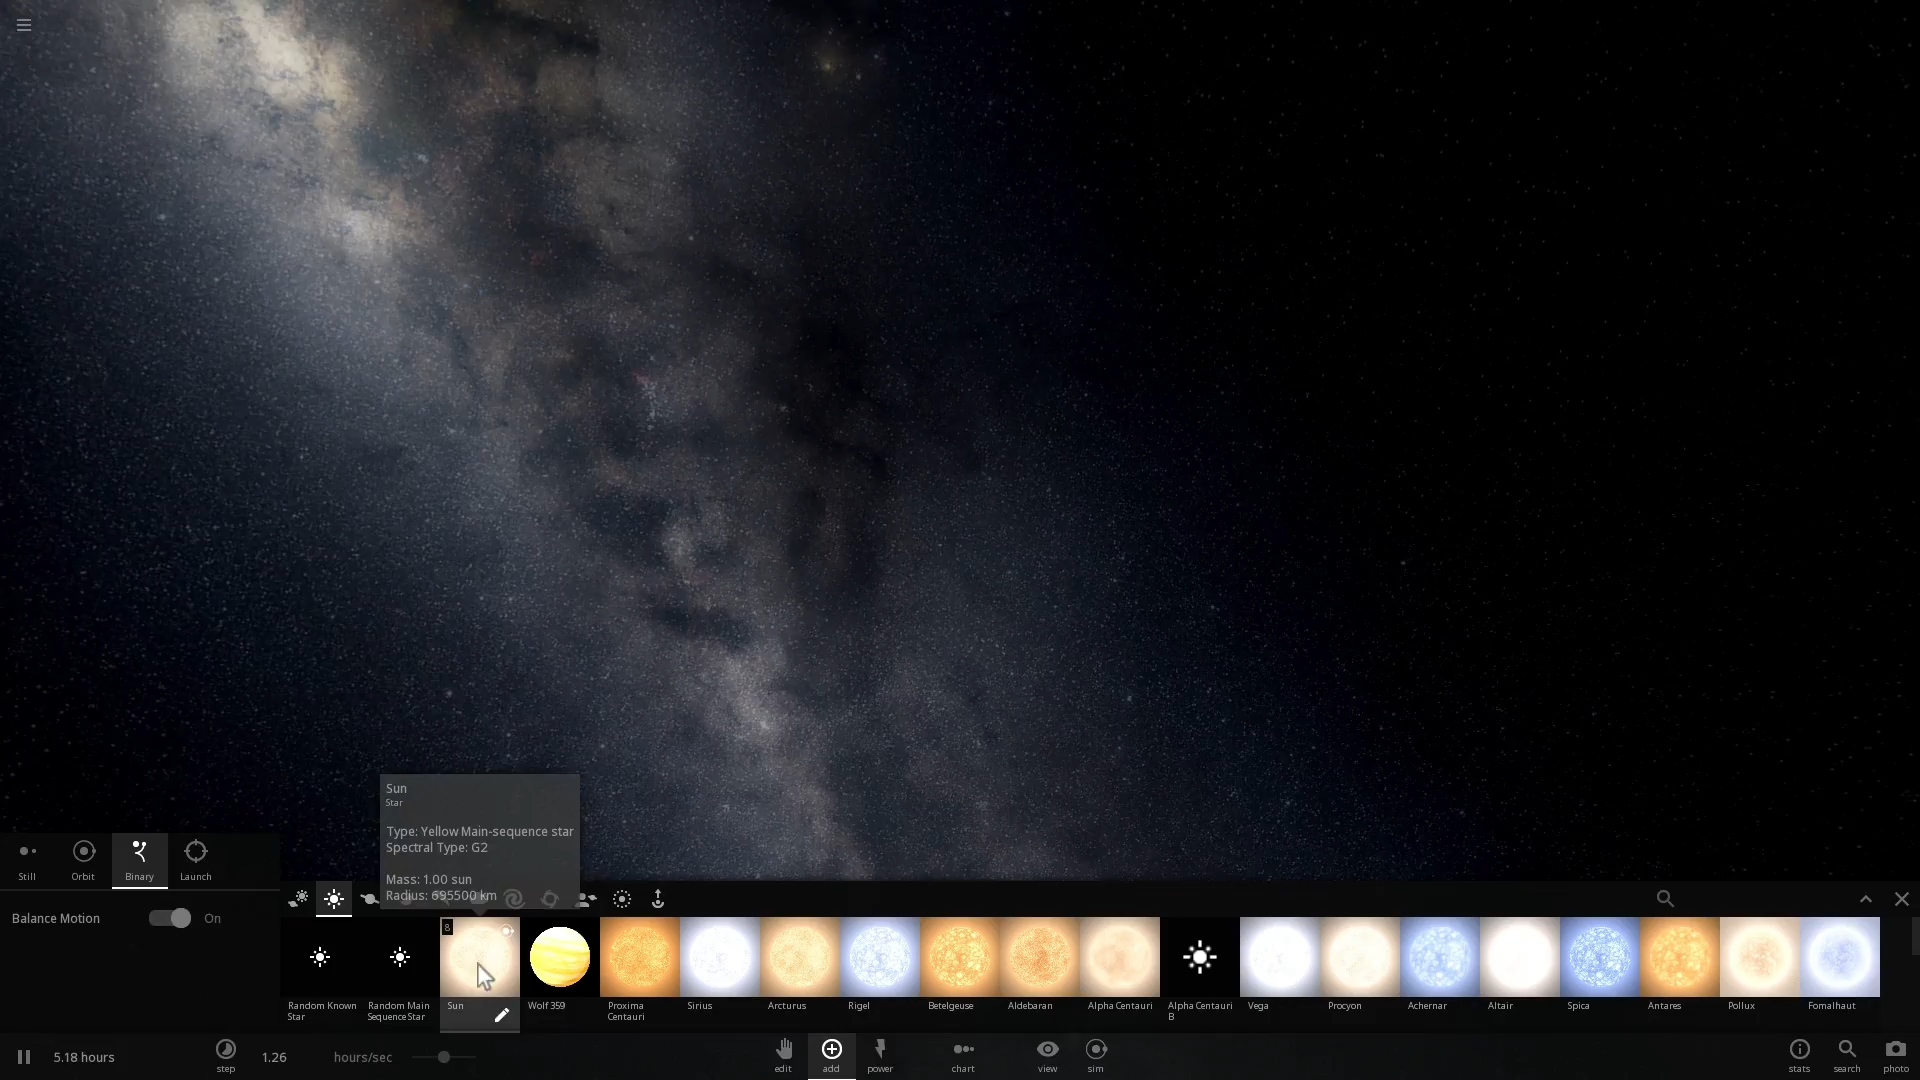 Sun
Star
Type: Yellow Main-sequence star
Spectral Type: G2
Mass: 1.00 sun
Radius: 695500 km
Still
Orbit
Binary
Launch
Balance Motion
On
8
Random Known
Star
Random Main
Sequence Star
Sun
Wolf 359
Proxima
Centauri
Sirius
Arcturus
Rigel
Betelgeuse
Aldebaran
Alpha Centauri
Alpha Centauri
B
Vega
Procyon
Achernar
Altair
Spica
Antares
Pollux
Fomalhaut
5.18 hours
step
1.26
hours/sec
edit
add
power
chart
view
sim
stats
search
photo